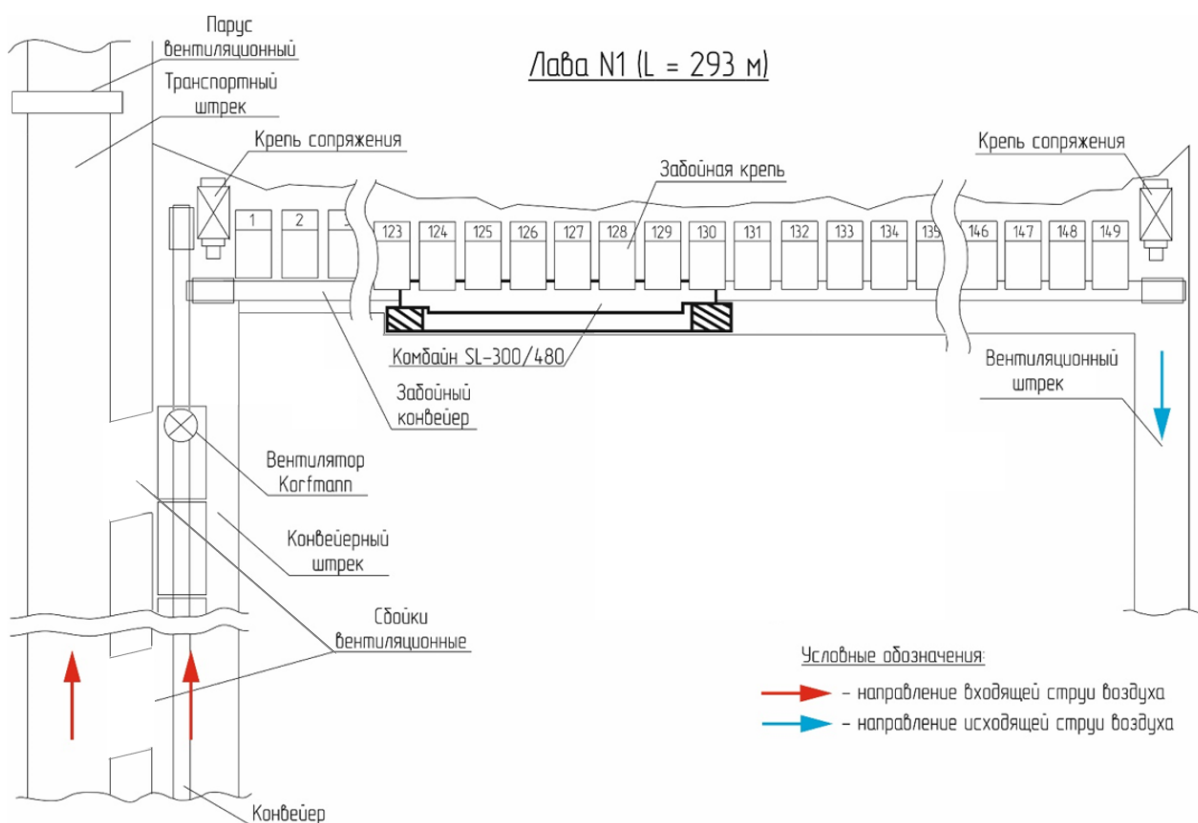 Парус
вентиляционный
Лава N1 (L = 293 м)
Транспортный
штрек
Крепь сопряжения
Забойная крепь
Крепь сопряжения
1 2 3 123 124 125 126 127 128 129 130 131 132 133 134 135 146 147 148 149
Комбайн SL-300/480
Вентиляционный
штрек
Забойный
конвейер
Вентилятор
Korfmann
Конвейерный
штрек
Сбойки
вентиляционные
Условные обозначения:
- направление входящей струи воздуха
- направление исходящей струи воздуха
Конвейер